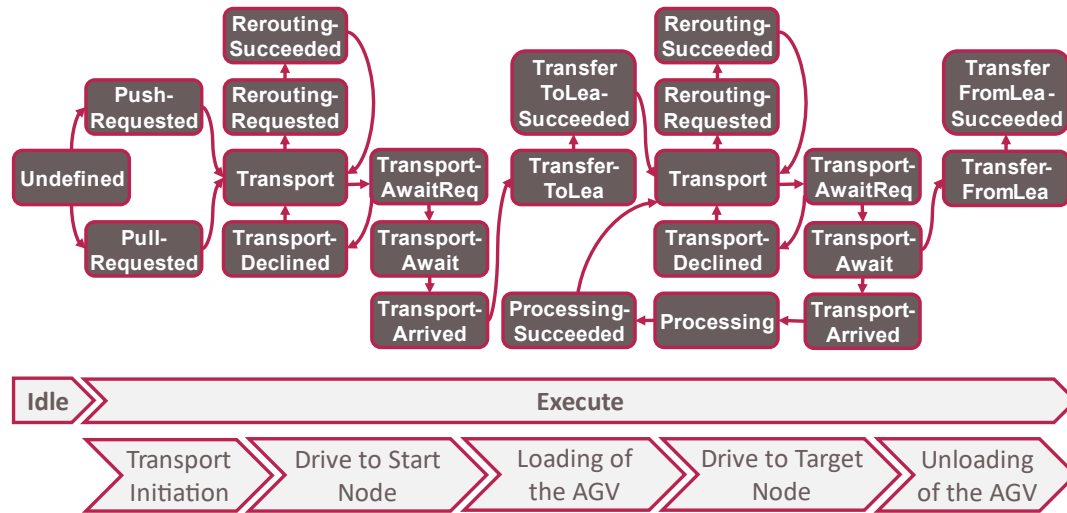 Undefined
Push-
Requested
Pull-
Requested
Rerouting-
Succeeded
Rerouting-
Requested
Transport
Transport-
Declined
Transport-
AwaitReq
Transport-
Await
Transport-
Arrived
Transfer
ToLea-
Succeeded
Transfer-
ToLea
Processing-
Succeeded
Rerouting-
Succeeded
Rerouting-
Requested
Transport
Transport-
Declined
Processing
Transport-
AwaitReq
Transport-
Await
Transport-
Arrived
Transfer
FromLea-
Succeeded
Transfer-
FromLea
Idle
Execute
Transport
Initiation
Drive to Start
Node
Loading of
the AGV
Drive to Target
Node
Unloading
of the AGV